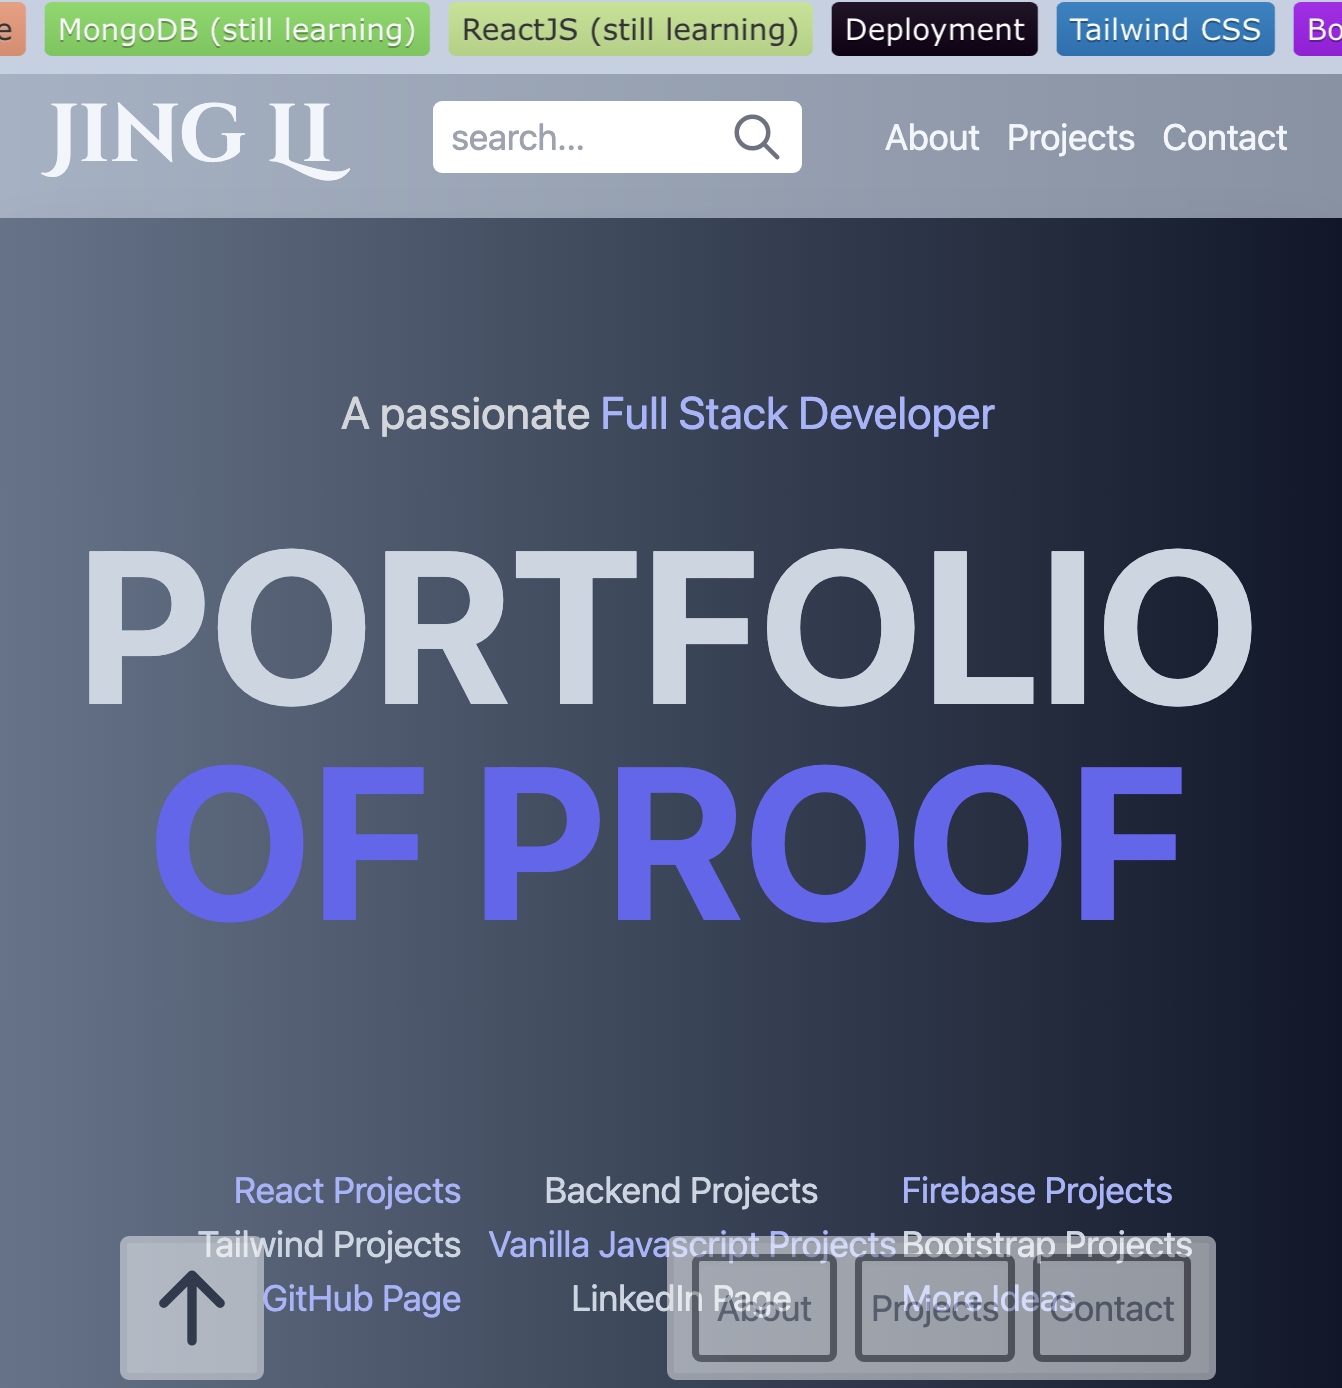 e MongoDB (still learning) ReactJS (still learning) Deployment Tailwind CSS Bo
JING LI search... About Projects Contact
A passionate Full Stack Developer
PORTFOLIO
OF PROOF
React Projects Backend Projects Firebase Projects
Tailwind Projects Vanilla Javascript Projects Bootstrap Projects
GitHub Page LinkedIn Page More Ideas
About Projects Contact